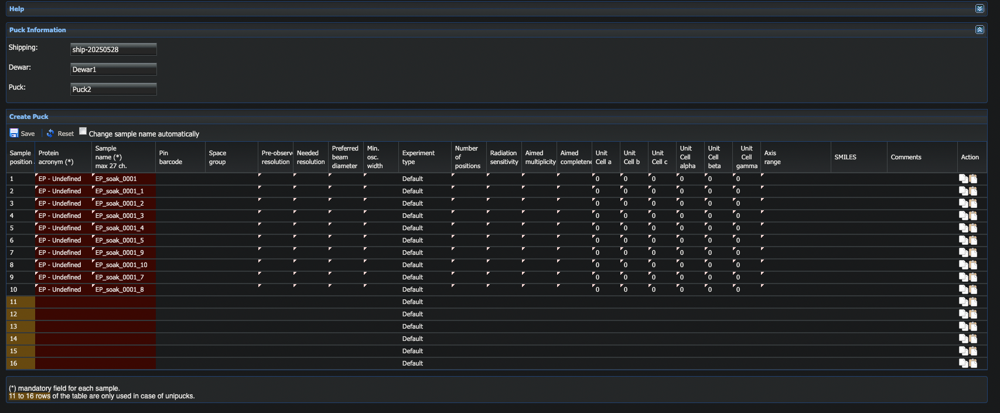 Help
Puck Information
Shipping: ship-20250528
Dewar: Dewar1
Puck: Puck2
Create Puck
Save Reset Change sample name automatically
Sample position Protein acronym (*) Sample name (*) max 27 ch. Pin barcode Space group Pre-observe resolution Needed resolution Preferred beam diameter Min. osc. width Experiment type Number of positions Radiation sensitivity Aimed multiplicity Aimed completene Unit Cell a Unit Cell b Unit Cell c Unit Cell alpha Unit Cell beta Unit Cell gamma Axis range SMILES Comments Action
1 EP - Undefined EP_soak_0001 Default 0 0 0 0 0 0
2 EP - Undefined EP_soak_0001_1 Default 0 0 0 0 0 0
3 EP - Undefined EP_soak_0001_2 Default 0 0 0 0 0 0
4 EP - Undefined EP_soak_0001_3 Default 0 0 0 0 0 0
5 EP - Undefined EP_soak_0001_4 Default 0 0 0 0 0 0
6 EP - Undefined EP_soak_0001_5 Default 0 0 0 0 0 0
7 EP - Undefined EP_soak_0001_9 Default 0 0 0 0 0 0
8 EP - Undefined EP_soak_0001_10 Default 0 0 0 0 0 0
9 EP - Undefined EP_soak_0001_7 Default 0 0 0 0 0 0
10 EP - Undefined EP_soak_0001_8 Default 0 0 0 0 0 0
11 Default
12 Default
13 Default
14 Default
15 Default
16 Default
(*) mandatory field for each sample.
11 to 16 rows of the table are only used in case of unipucks.